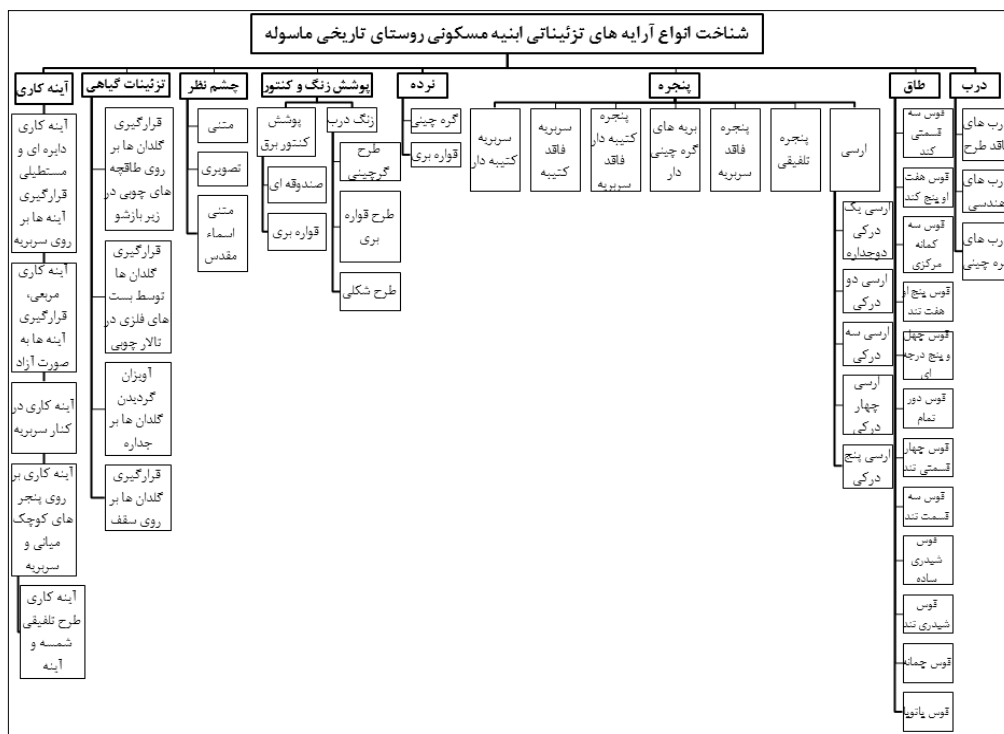 شناخت انواع آرایه های تزئیناتی ابنیه مسکونی روستای تاریخی ماسوله
درب
رب های
اقد طرح
رب های
هندسی
رب های
ره چینی
طاق
قوس سه
قسمتی
کند
قوس هفت
او پنج کند
قوس سه
کمانه
مرکزی
قوس پنج او
هفت تند
قوس چهل
و پنج درجه
ای
قوس دور
تمام
قوس چهار
قسمتی تند
قوس سه
قسمت تند
قوس
شبدری
ساده
قوس
شبدری تند
قوس چمانه
قوس پاتوپا
پنجره
ارسی
ارسی یک
درکی
دوجداره
ارسی دو
درکی
ارسی سه
درکی
ارسی
چهار
درکی
ارسی پنج
درکی
پنجره
تلفیقی
پنجره
فاقد
سربریه
بریه های
گره چینی
دار
پنجره
کتیبه دار
فاقد
سربریه
سربریه
فاقد
کتیبه
سربریه
کتیبه دار
نرده
گره چینی
قواره بری
پوشش زنگ و کنتور
زنگ درب
طرح
گرچینی
طرح قواره
بری
طرح شکلی
پوشش
کنتور برق
صندوقه ای
قواره بری
چشم نظر
متنی
تصویری
متنی
اسماء
مقدس
تزئینات گیاهی
قرارگیری
گلدان ها بر
روی طاقچه
های چوبی در
زیر بازشو
قرارگیری
گلدان ها
توسط بست
های فلزی در
تالار چوبی
آویزان
گردیدن
گلدان ها بر
جداره
قرارگیری
گلدان ها بر
روی سقف
آینه کاری
آینه کاری
دایره ای و
مستطیلی
قرارگیری
آینه ها بر
روی سربریه
آینه کاری
مربعی،
قرارگیری
آینه ها به
صورت آزاد
آینه کاری در
کنار سربریه
آینه کاری بر
روی پنجر
های کوچک
میانی و
سربریه
آینه کاری
طرح تلفیقی
شمسه و
آینه